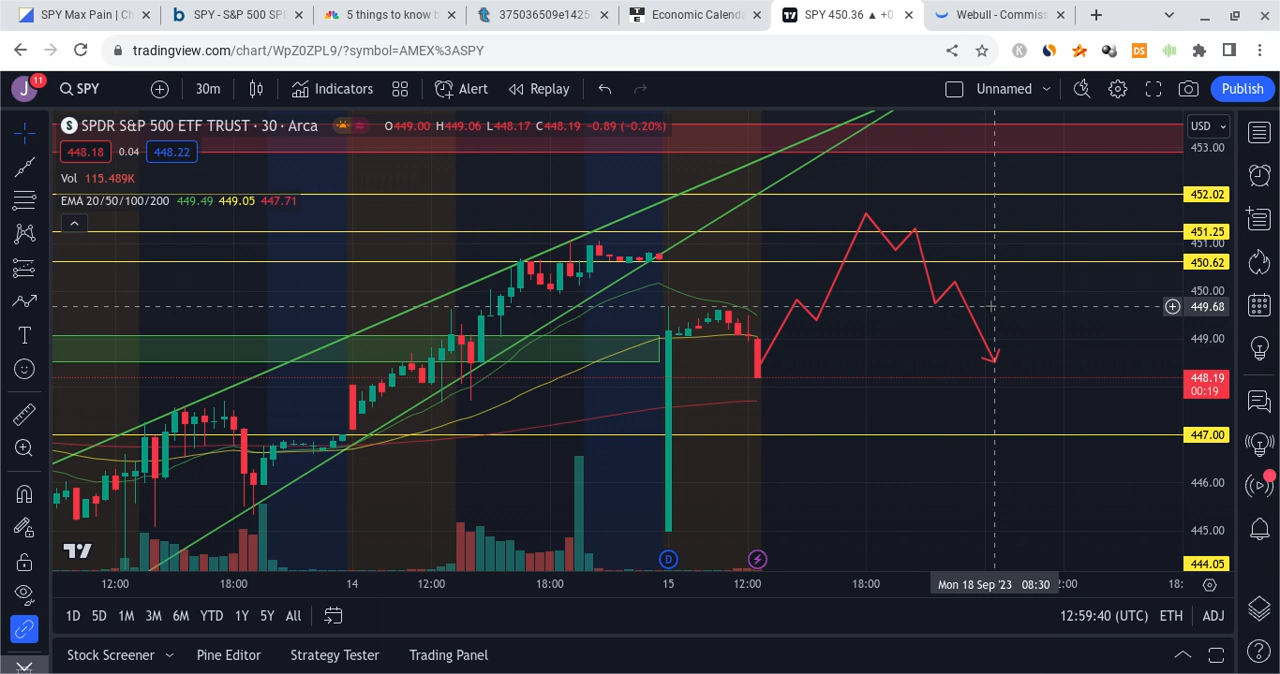 SPY Max Pain | Ch
SPY - S&P 500 SP
5 things to know b
375036509e1425
Economic Calenda
SPY 450.36 ▲ +0
Webull - Commiss
tradingview.com/chart/WpZ0ZPL9/?symbol=AMEX%3ASPY
K
DS
J
11
SPY
30m
Indicators
Alert
Replay
Unnamed
Publish
S SPDR S&P 500 ETF TRUST · 30 · Arca O449.00 H449.06 L448.17 C448.19 −0.89 (−0.20%)
448.18 0.04 448.22
Vol 115.489K
EMA 20/50/100/200 449.49 449.05 447.71
USD
453.00
452.02
451.25
451.00
450.62
450.00
449.68
449.00
448.19
00:19
447.00
446.00
445.00
444.05
D
12:00 18:00 14 12:00 18:00 15 12:00 18:00 Mon 18 Sep '23 08:30 2:00 18:
1D 5D 1M 3M 6M YTD 1Y 5Y All
12:59:40 (UTC) ETH ADJ
Stock Screener Pine Editor Strategy Tester Trading Panel